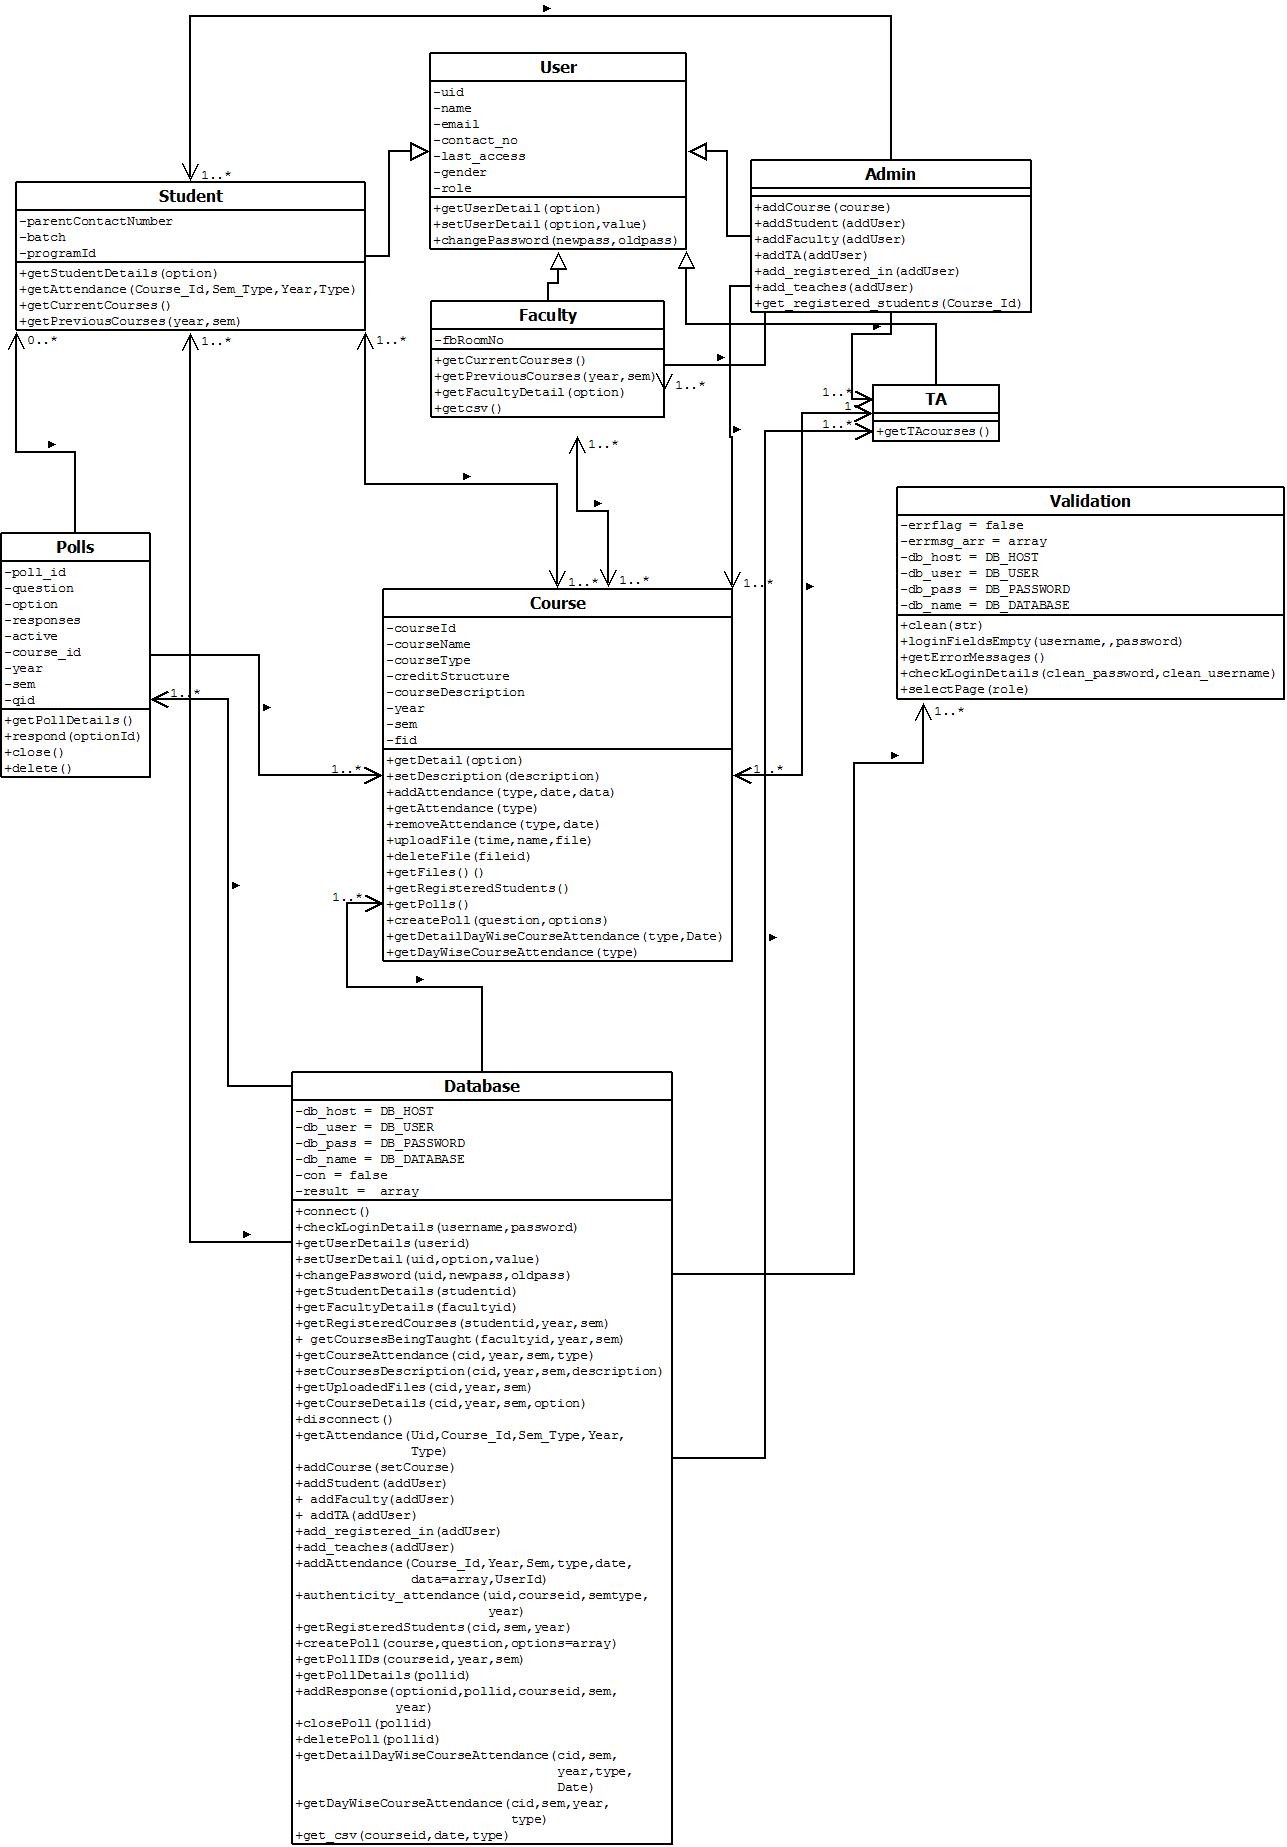 User
-uid
-name
-email
-contact_no
-last_access
-gender
-role
+getUserDetail(option)
+setUserDetail(option,value)
+changePassword(newpass,oldpass)
Admin
+addCourse(course)
+addStudent(addUser)
+addFaculty(addUser)
+addTA(addUser)
+add_registered_in(addUser)
+add_teaches(addUser)
+get_registered_students(Course_Id)
1..*
Student
-parentContactNumber
-batch
-programId
+getStudentDetails(option)
+getAttendance(Course_Id,Sem_Type,Year,Type)
+getCurrentCourses()
+getPreviousCourses(year,sem)
0..*
1..*
1..*
Faculty
-fbRoomNo
+getCurrentCourses()
+getPreviousCourses(year,sem)
+getFacultyDetail(option)
+getcsv()
1..*
1..*
1..*
1
1..*
TA
+getTAcourses()
Validation
-errflag = false
-errmsg_arr = array
-db_host = DB_HOST
-db_user = DB_USER
-db_pass = DB_PASSWORD
-db_name = DB_DATABASE
+clean(str)
+loginFieldsEmpty(username,,password)
+getErrorMessages()
+checkLoginDetails(clean_password,clean_username)
+selectPage(role)
1..*
Polls
-poll_id
-question
-option
-responses
-active
-course_id
-year
-sem
-qid
+getPollDetails()
+respond(optionId)
+close()
+delete()
1..*
1..*
1..*
1..*
Course
-courseId
-courseName
-courseType
-creditStructure
-courseDescription
-year
-sem
-fid
+getDetail(option)
+setDescription(description)
+addAttendance(type,date,data)
+getAttendance(type)
+removeAttendance(type,date)
+uploadFile(time,name,file)
+deleteFile(fileid)
+getFiles()()
+getRegisteredStudents()
+getPolls()
+createPoll(question,options)
+getDetailDayWiseCourseAttendance(type,Date)
+getDayWiseCourseAttendance(type)
1..*
1..*
1..*
Database
-db_host = DB_HOST
-db_user = DB_USER
-db_pass = DB_PASSWORD
-db_name = DB_DATABASE
-con = false
-result =  array
+connect()
+checkLoginDetails(username,password)
+getUserDetails(userid)
+setUserDetail(uid,option,value)
+changePassword(uid,newpass,oldpass)
+getStudentDetails(studentid)
+getFacultyDetails(facultyid)
+getRegisteredCourses(studentid,year,sem)
+ getCoursesBeingTaught(facultyid,year,sem)
+getCourseAttendance(cid,year,sem,type)
+setCoursesDescription(cid,year,sem,description)
+getUploadedFiles(cid,year,sem)
+getCourseDetails(cid,year,sem,option)
+disconnect()
+getAttendance(Uid,Course_Id,Sem_Type,Year,
Type)
+addCourse(setCourse)
+addStudent(addUser)
+ addFaculty(addUser)
+ addTA(addUser)
+add_registered_in(addUser)
+add_teaches(addUser)
+addAttendance(Course_Id,Year,Sem,type,date,
data=array,UserId)
+authenticity_attendance(uid,courseid,semtype,
year)
+getRegisteredStudents(cid,sem,year)
+createPoll(course,question,options=array)
+getPollIDs(courseid,year,sem)
+getPollDetails(pollid)
+addResponse(optionid,pollid,courseid,sem,
year)
+closePoll(pollid)
+deletePoll(pollid)
+getDetailDayWiseCourseAttendance(cid,sem,
year,type,
Date)
+getDayWiseCourseAttendance(cid,sem,year,
type)
+get_csv(courseid,date,type)